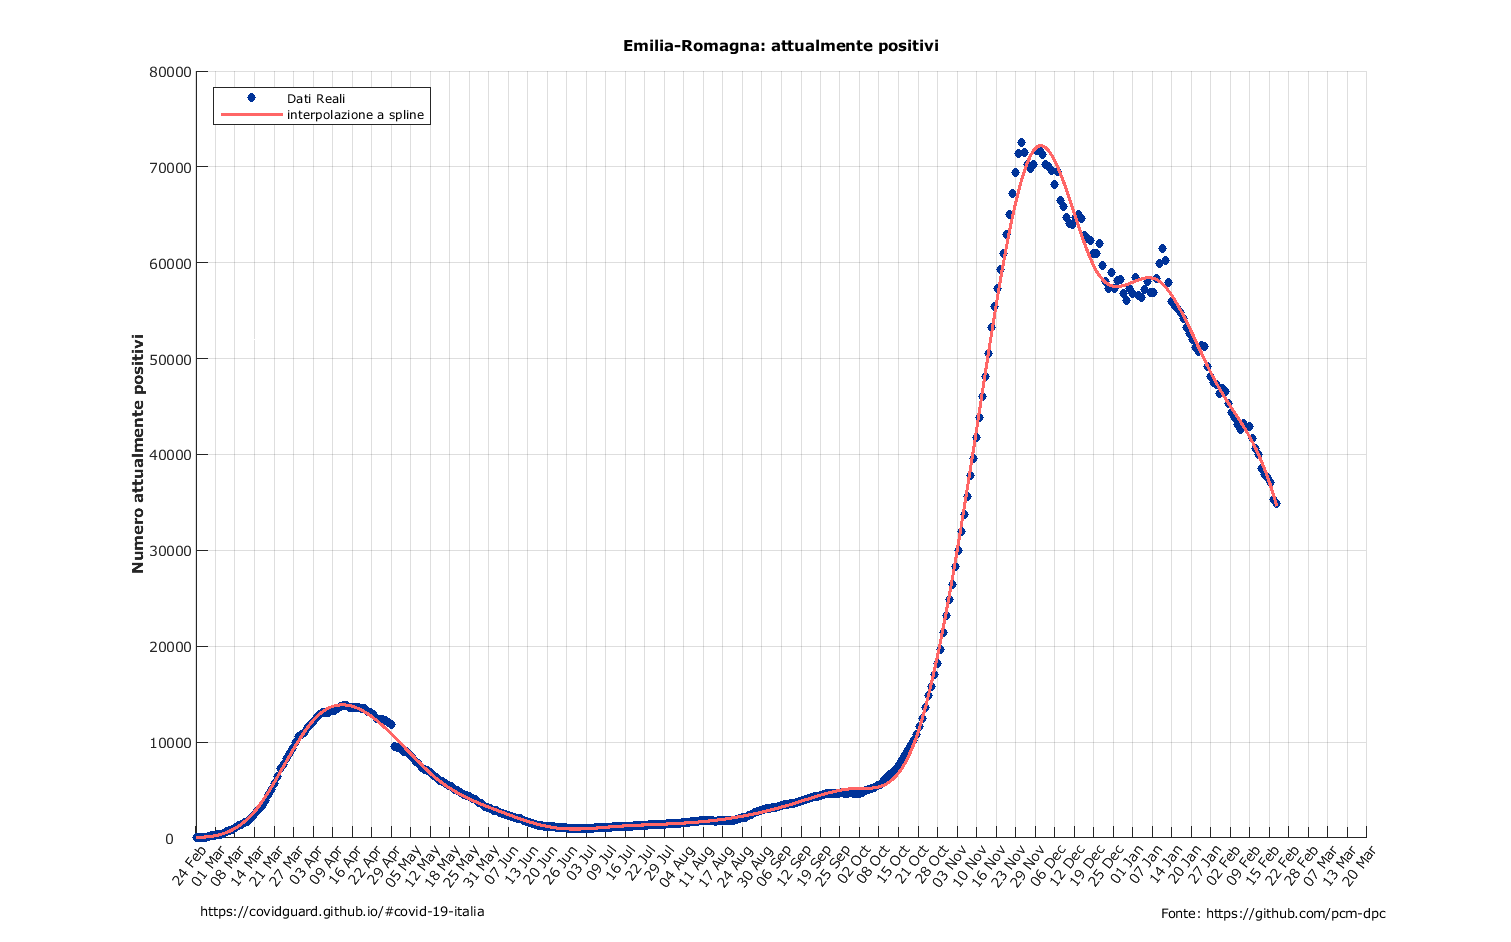 Emilia-Romagna: attualmente positivi
80000
70000
60000
50000
40000
30000
20000
10000
0
Numero attualmente positivi
Dati Reali
interpolazione a spline
24 Feb
01 Mar
08 Mar
14 Mar
21 Mar
27 Mar
03 Apr
09 Apr
16 Apr
22 Apr
29 Apr
05 May
12 May
18 May
25 May
31 May
07 Jun
13 Jun
20 Jun
26 Jun
03 Jul
09 Jul
16 Jul
22 Jul
29 Jul
04 Aug
11 Aug
17 Aug
24 Aug
30 Aug
06 Sep
12 Sep
19 Sep
25 Sep
02 Oct
08 Oct
15 Oct
21 Oct
28 Oct
03 Nov
10 Nov
16 Nov
23 Nov
29 Nov
06 Dec
12 Dec
19 Dec
25 Dec
01 Jan
07 Jan
14 Jan
20 Jan
27 Jan
02 Feb
09 Feb
15 Feb
22 Feb
28 Feb
07 Mar
13 Mar
20 Mar
https://covidguard.github.io/#covid-19-italia
Fonte: https://github.com/pcm-dpc